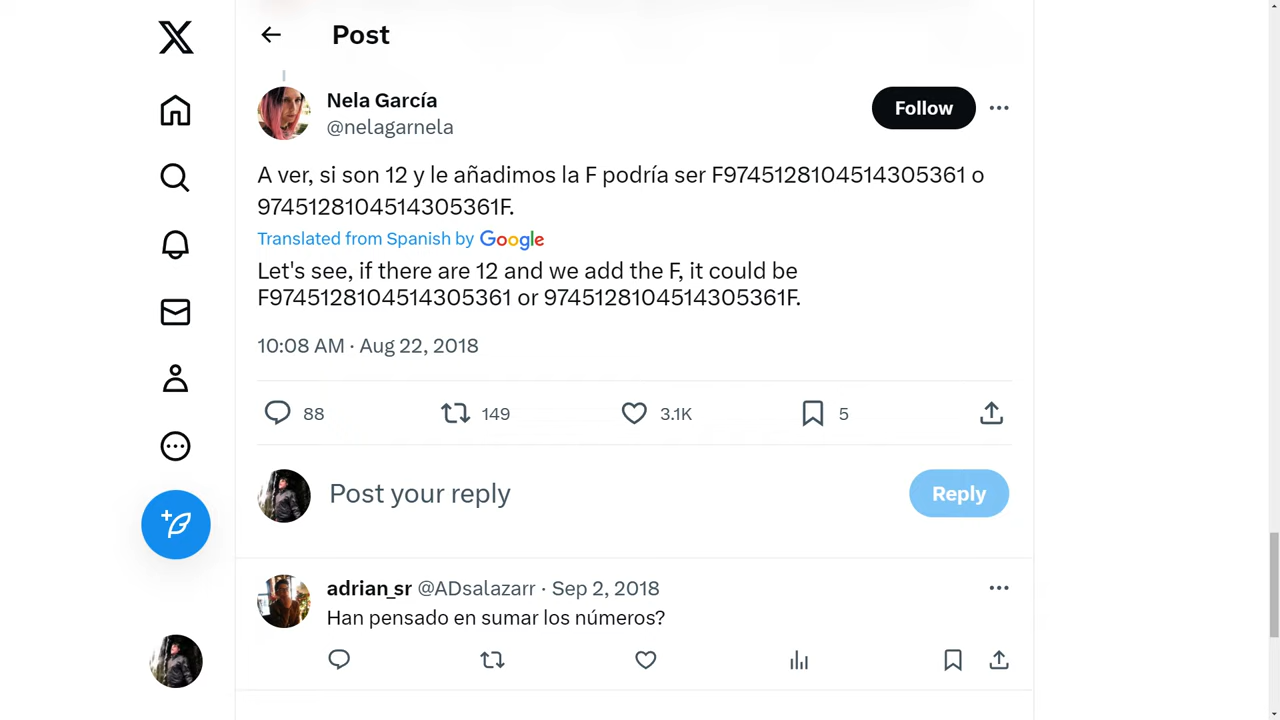 Post
Nela García
@nelagarnela
Follow
A ver, si son 12 y le añadimos la F podría ser F9745128104514305361 o
9745128104514305361F.
Translated from Spanish by Google
Let's see, if there are 12 and we add the F, it could be
F9745128104514305361 or 9745128104514305361F.
10:08 AM · Aug 22, 2018
88 149 3.1K 5
Post your reply
Reply
adrian_sr @ADsalazarr · Sep 2, 2018
Han pensado en sumar los números?